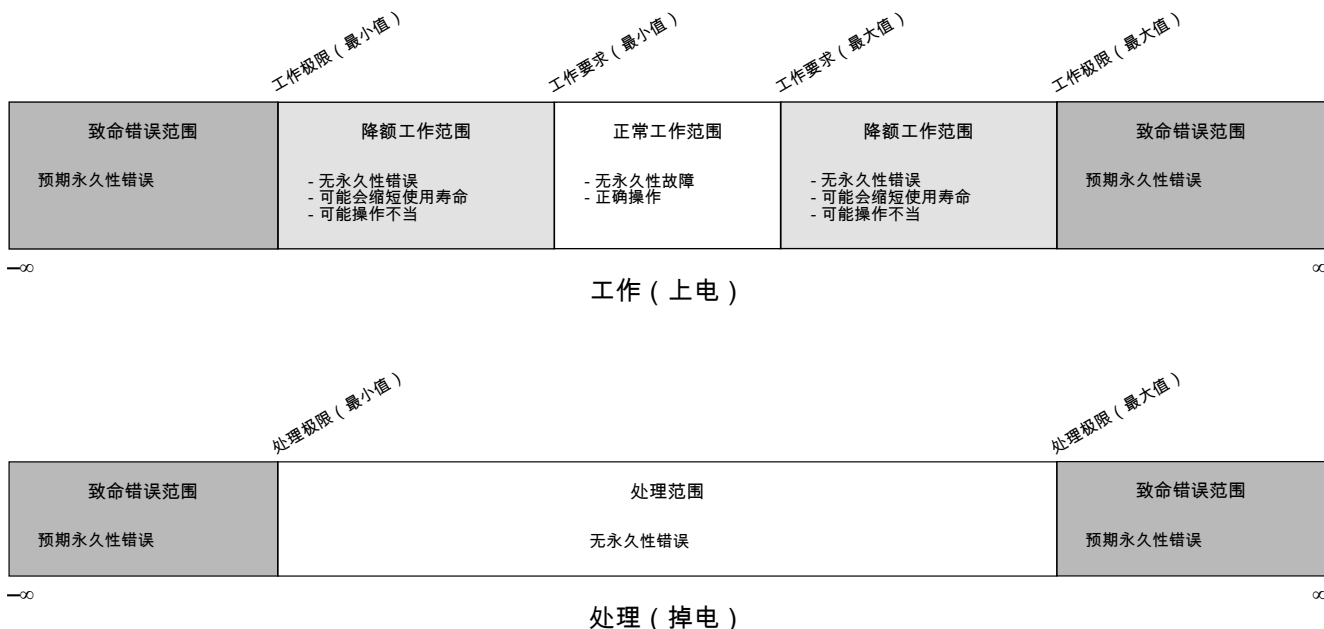 工作极限（最小值）
工作要求（最小值）
工作要求（最大值）
工作极限（最大值）
致命错误范围
降额工作范围
正常工作范围
降额工作范围
致命错误范围
预期永久性错误
- 无永久性错误
- 可能会缩短使用寿命
- 可能操作不当
- 无永久性故障
- 正确操作
- 无永久性错误
- 可能会缩短使用寿命
- 可能操作不当
预期永久性错误
–∞
∞
工作（上电）
处理极限（最小值）
处理极限（最大值）
致命错误范围
处理范围
致命错误范围
预期永久性错误
无永久性错误
预期永久性错误
–∞
∞
处理（掉电）